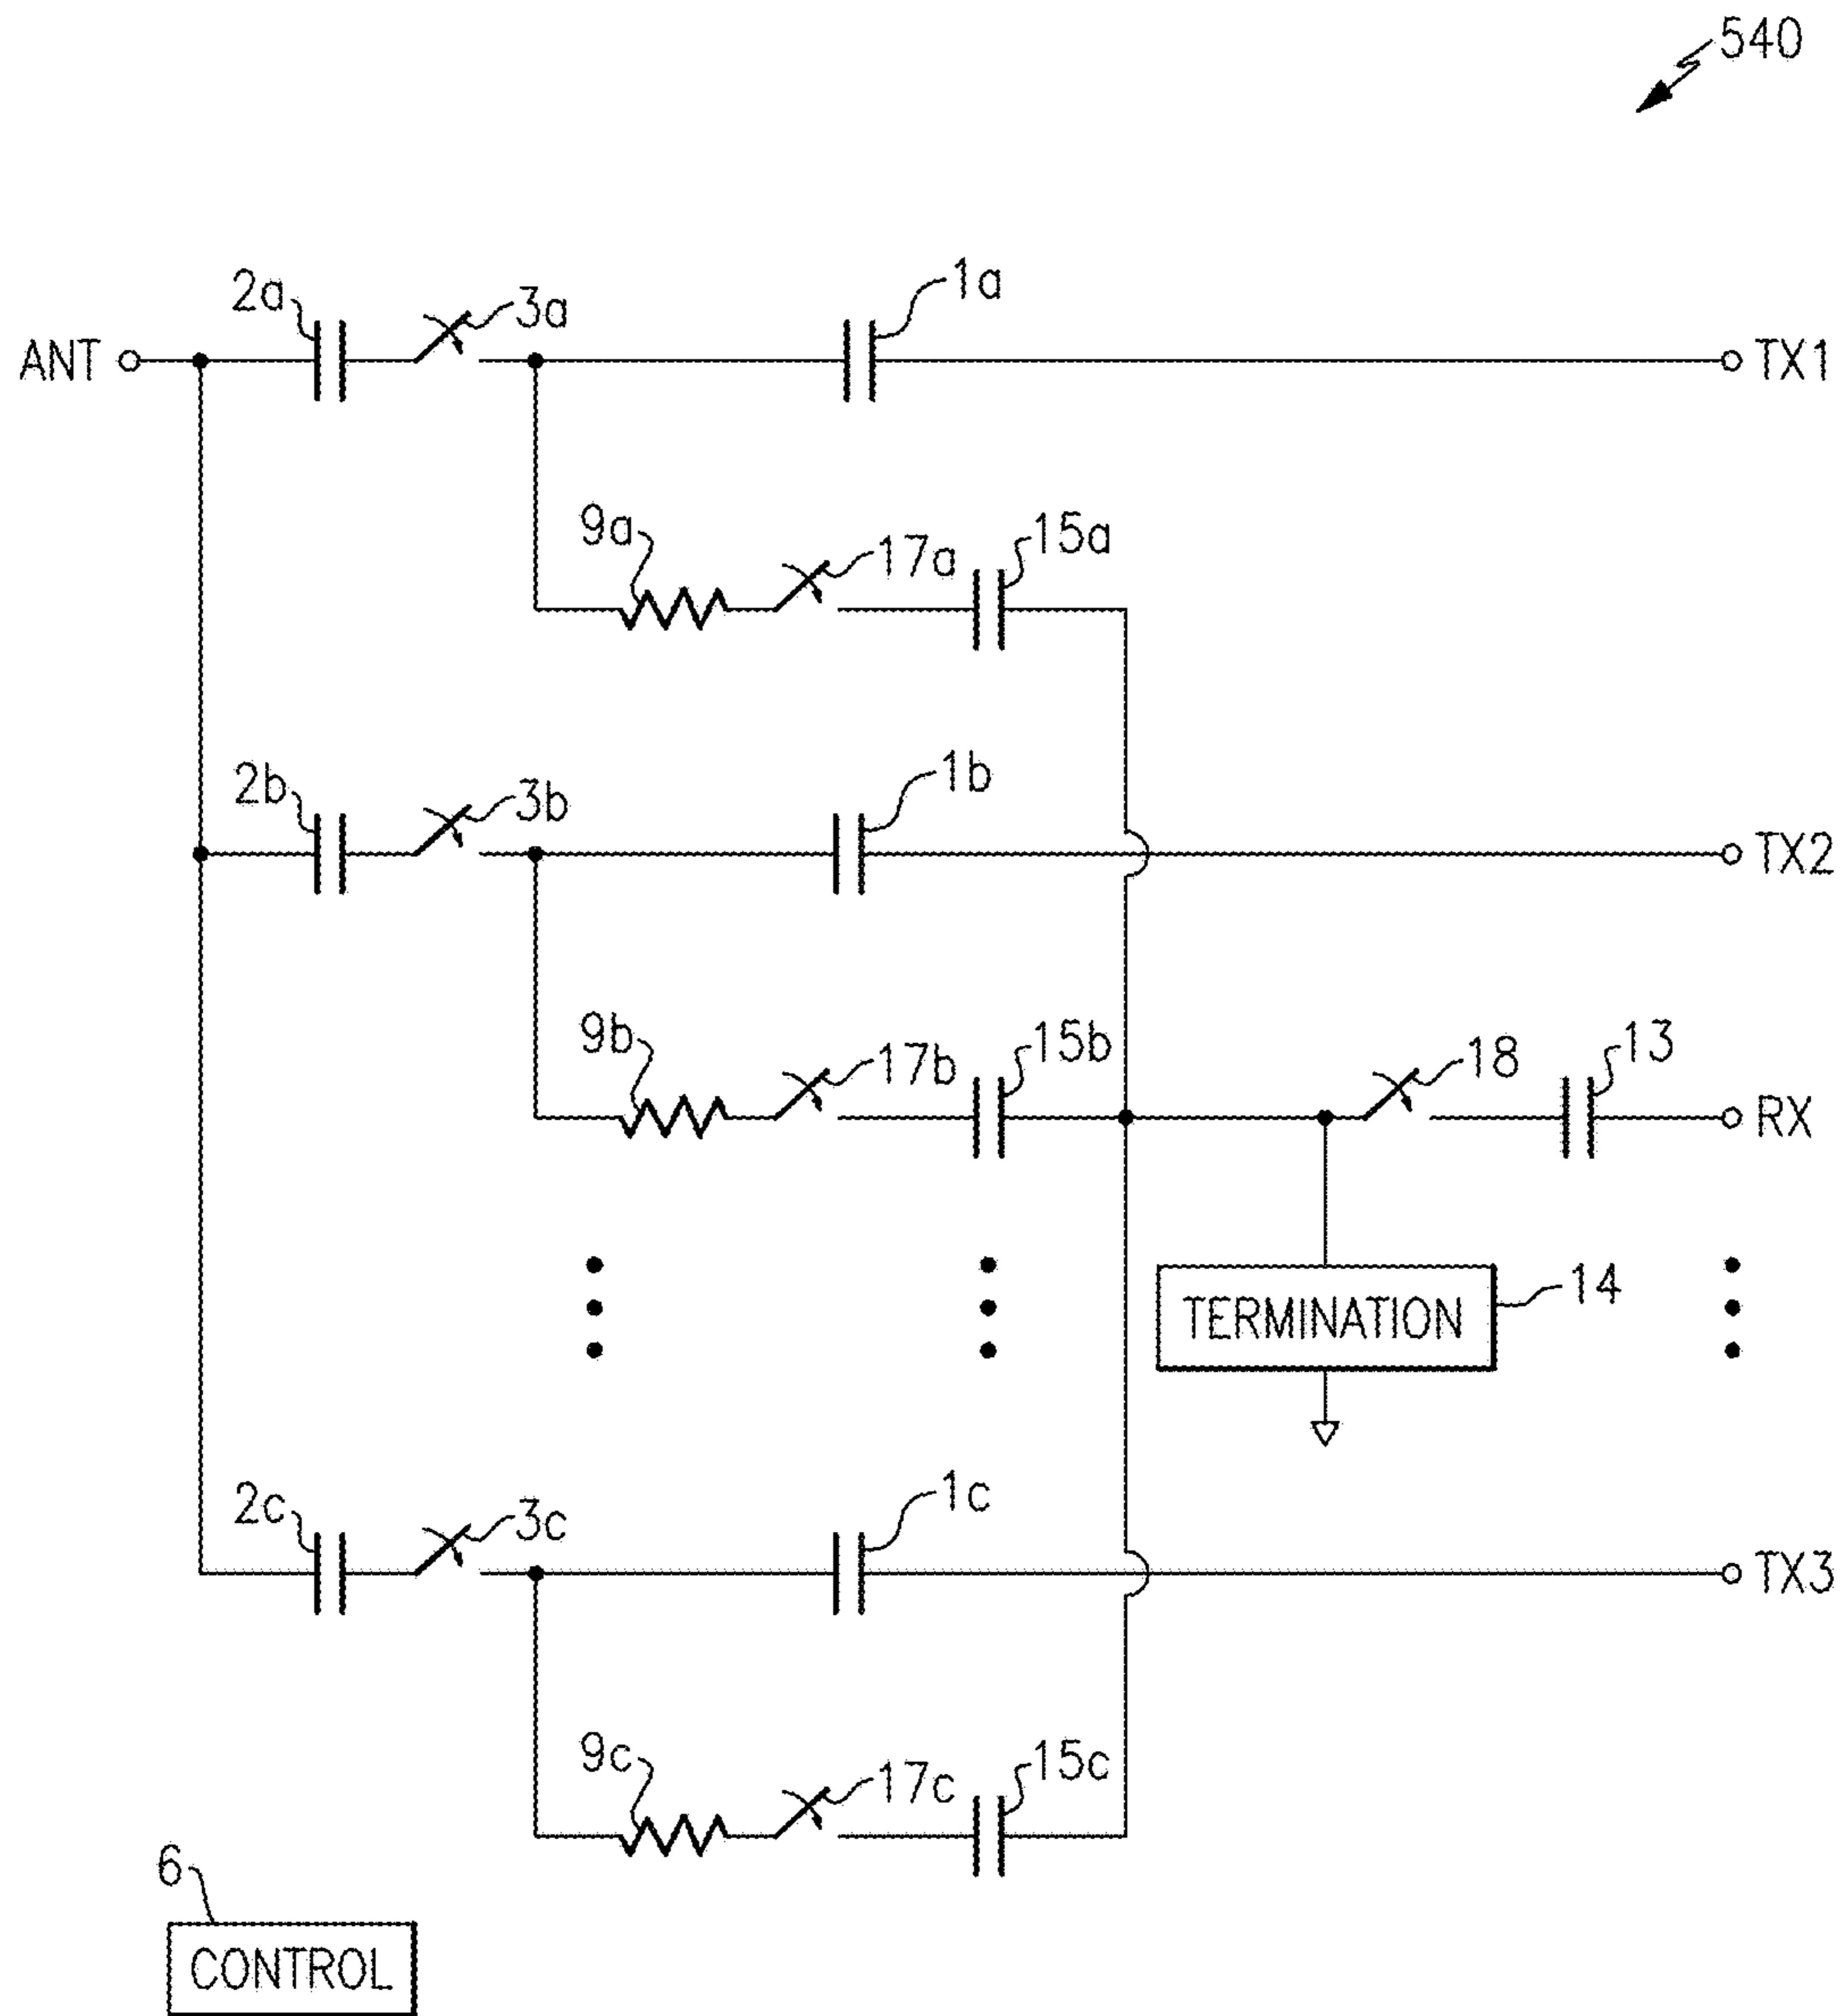 540
2a
3a
1a
ANT
TX1
9a
17a
15a
2b
3b
1b
TX2
9b
17b
15b
18
13
RX
TERMINATION
14
2c
3c
1c
TX3
9c
17c
15c
6
CONTROL